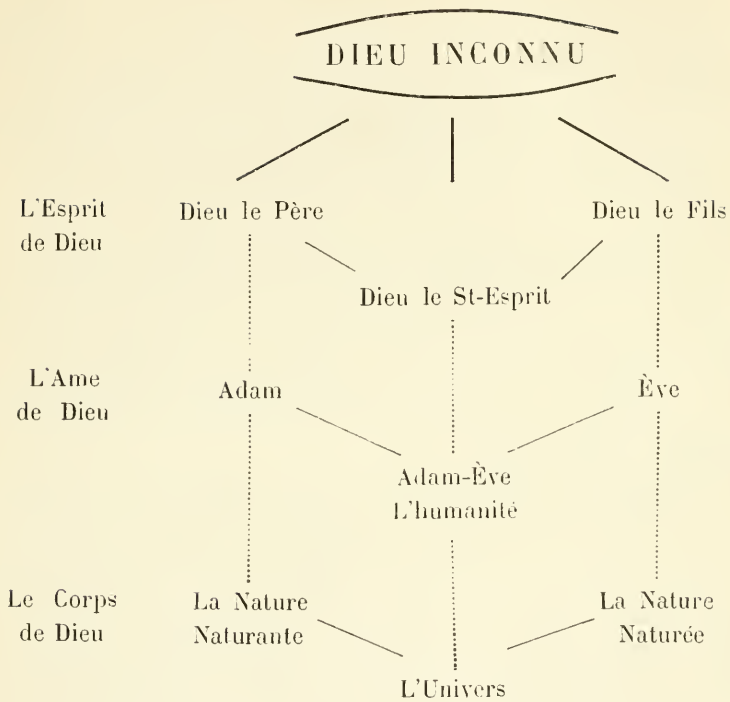 DIEU INCONNU
L'Esprit
de Dieu
Dieu le Père
Dieu le Fils
Dieu le St-Esprit
L'Ame
de Dieu
Adam
Ève
Adam-Ève
L'humanité
Le Corps
de Dieu
La Nature
Naturante
La Nature
Naturée
L'Univers